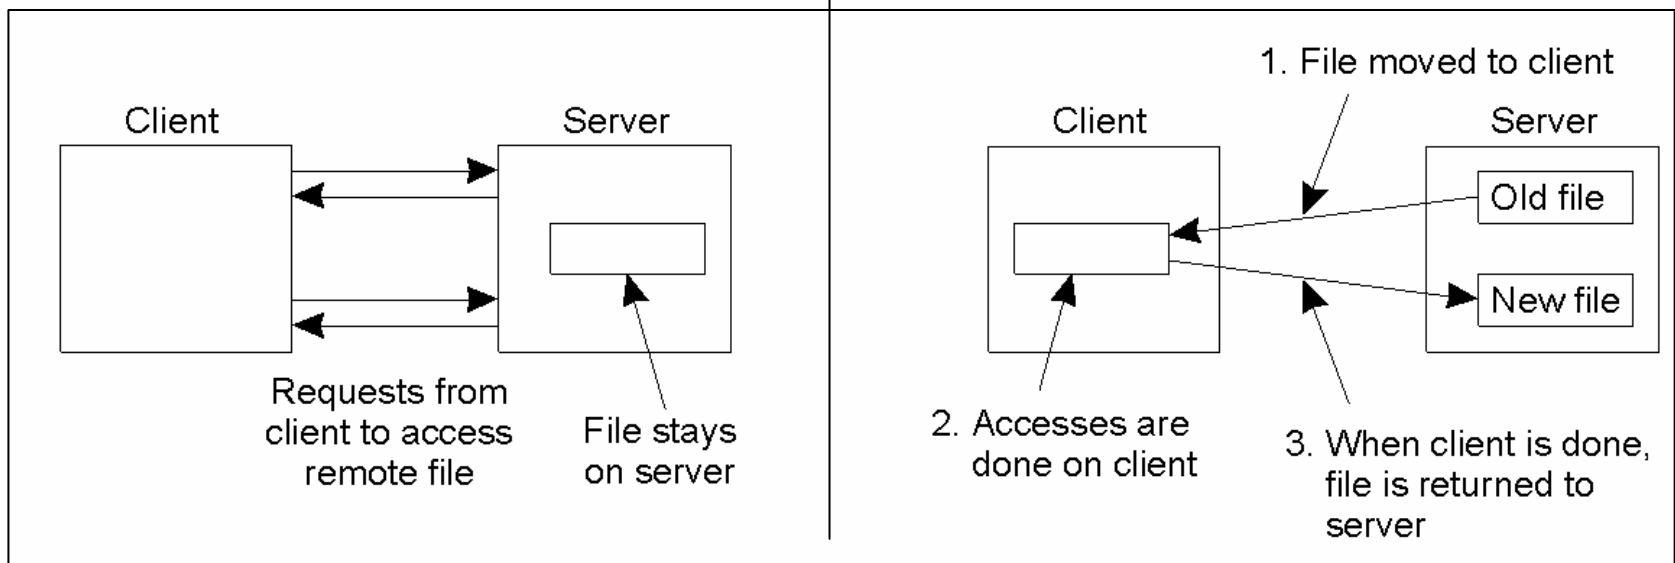 Client
Server
Requests from
client to access
remote file
File stays
on server
1. File moved to client
Client
Server
Old file
New file
2. Accesses are
done on client
3. When client is done,
file is returned to
server